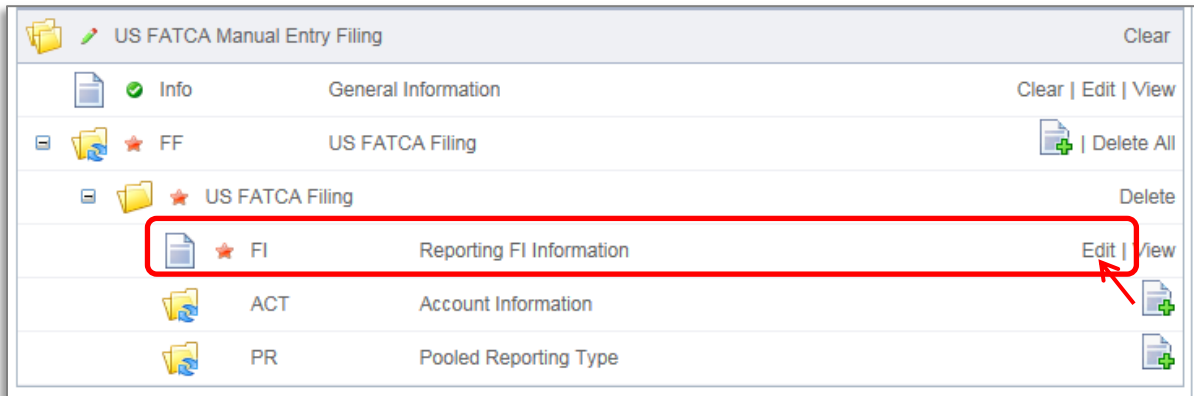 US FATCA Manual Entry Filing Clear
Info General Information Clear | Edit | View
FF US FATCA Filing | Delete All
US FATCA Filing Delete
FI Reporting FI Information Edit | View
ACT Account Information
PR Pooled Reporting Type